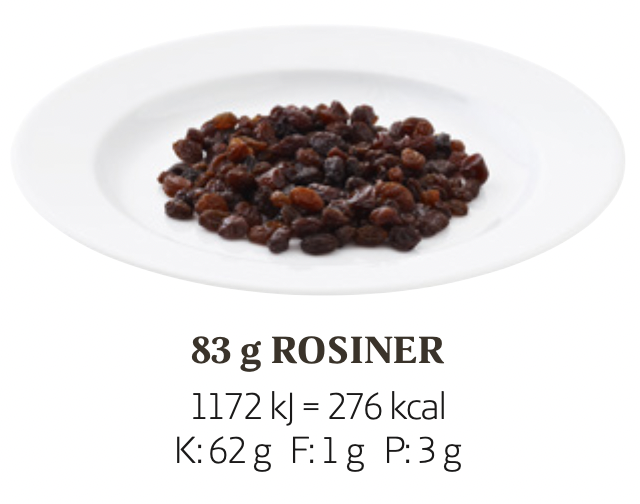 83 g ROSINER
1172 kJ = 276 kcal
K: 62 g F: 1 g P: 3 g